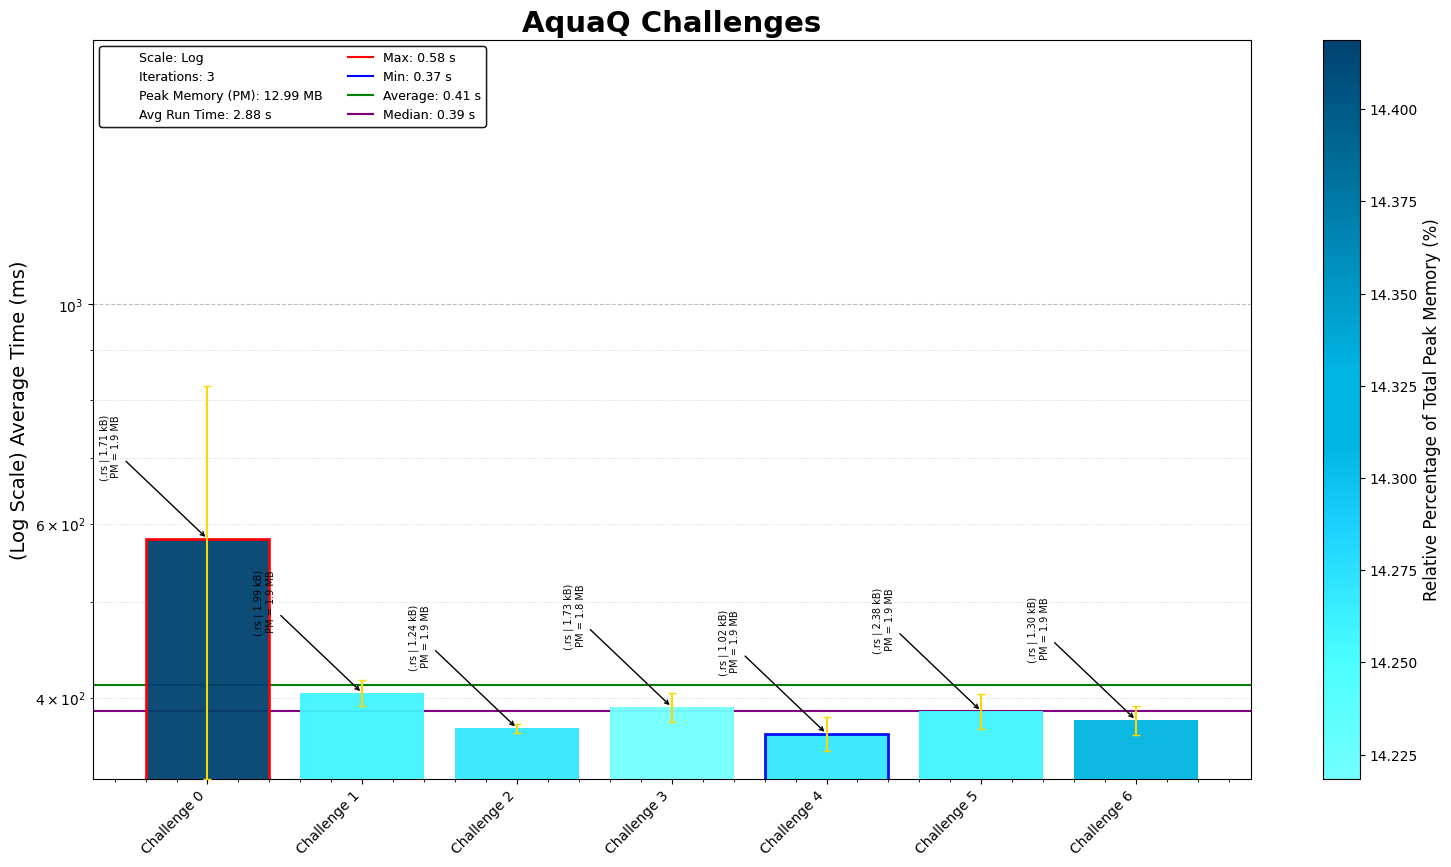 AquaQ Challenges
Scale: Log
Iterations: 3
Peak Memory (PM): 12.99 MB
Avg Run Time: 2.88 s
Max: 0.58 s
Min: 0.37 s
Average: 0.41 s
Median: 0.39 s
(Log Scale) Average Time (ms)
10³
6 × 10²
4 × 10²
(.rs | 1.71 kB)
PM = 1.9 MB
(.rs | 1.99 kB)
PM = 1.9 MB
(.rs | 1.24 kB)
PM = 1.9 MB
(.rs | 1.73 kB)
PM = 1.8 MB
(.rs | 1.02 kB)
PM = 1.9 MB
(.rs | 2.38 kB)
PM = 1.9 MB
(.rs | 1.30 kB)
PM = 1.9 MB
Challenge 0
Challenge 1
Challenge 2
Challenge 3
Challenge 4
Challenge 5
Challenge 6
14.400
14.375
14.350
14.325
14.300
14.275
14.250
14.225
Relative Percentage of Total Peak Memory (%)